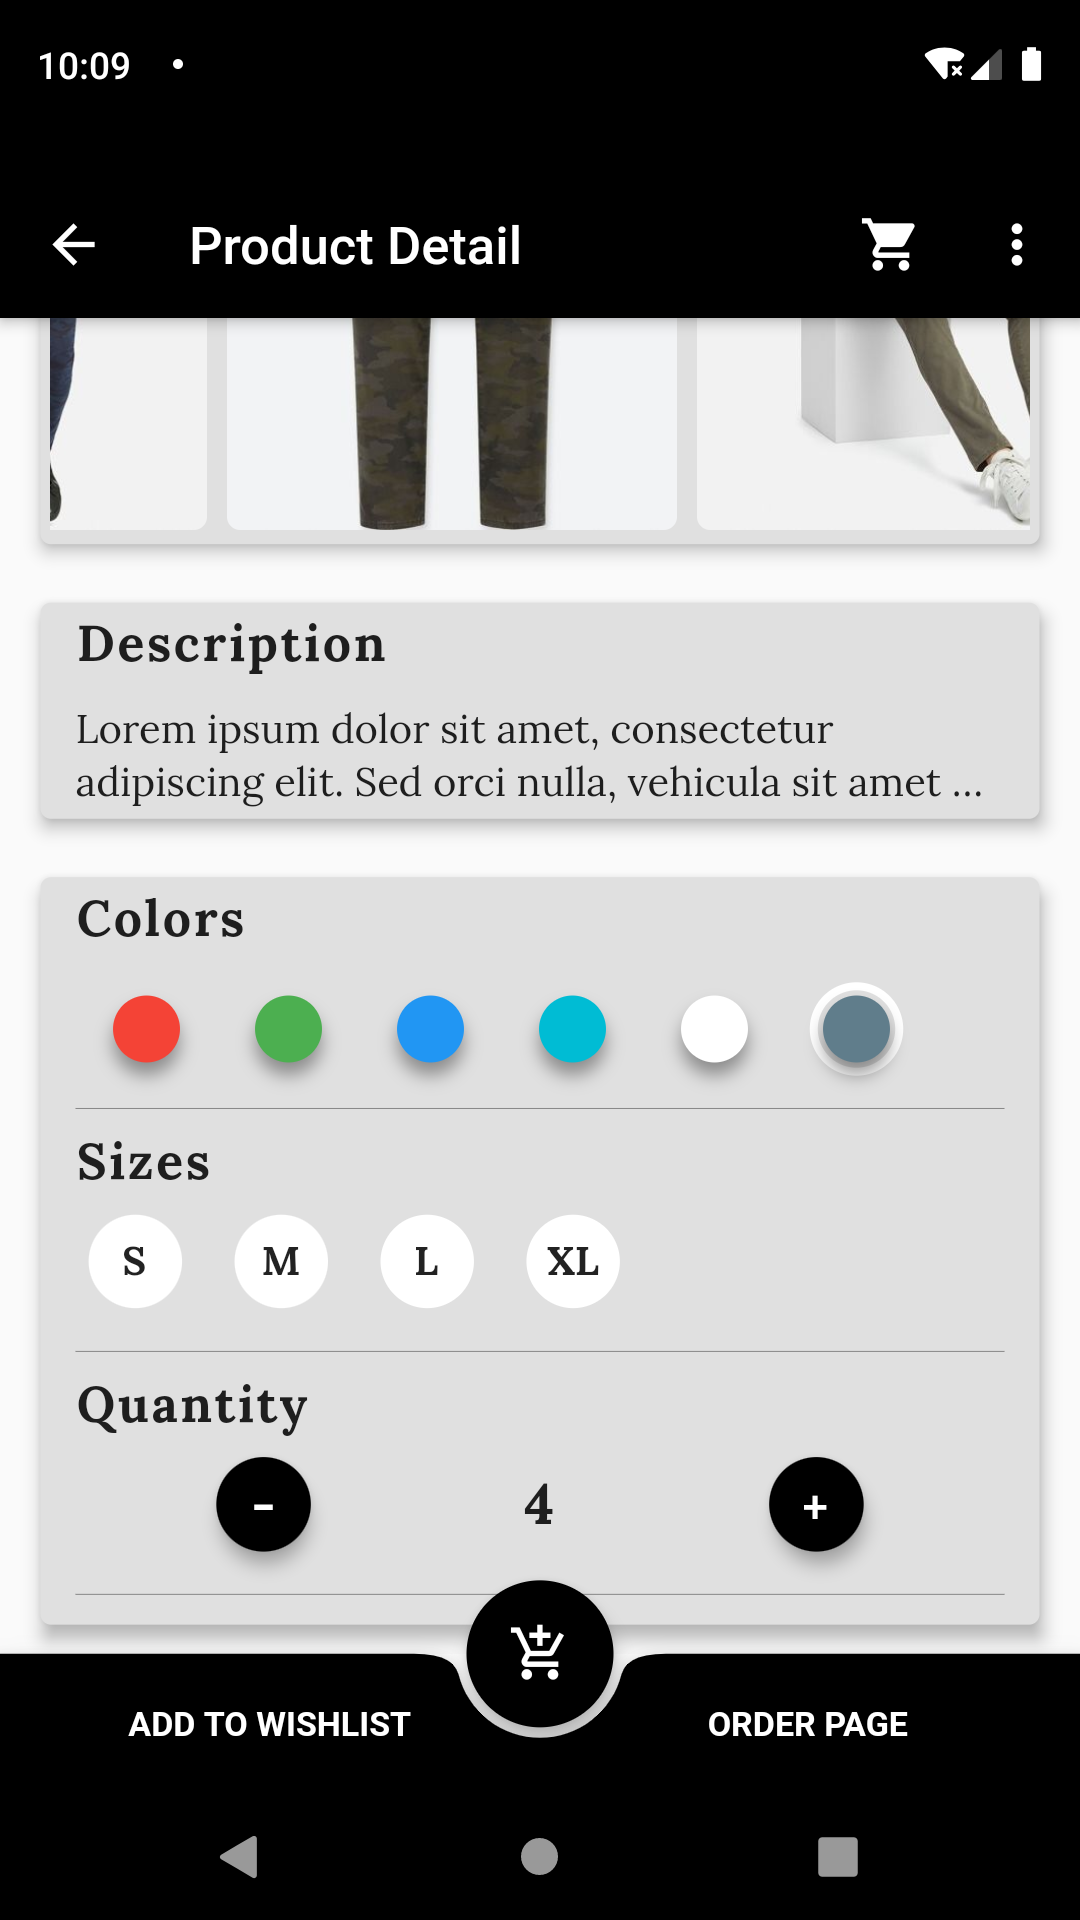 10:09
Product Detail
Description
Lorem ipsum dolor sit amet, consectetur
adipiscing elit. Sed orci nulla, vehicula sit amet ...
Colors
Sizes
S M L XL
Quantity
- 4 +
ADD TO WISHLIST ORDER PAGE